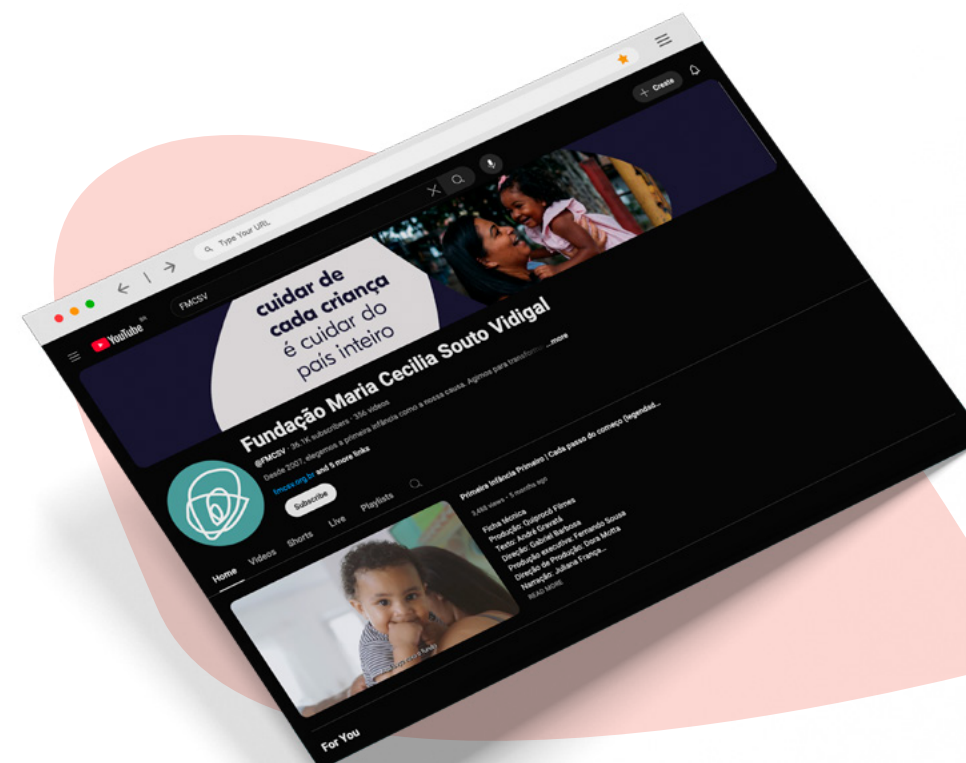 Type Your URL
YouTube BR
FMCSV
Create
cuidar de
cada criança
é cuidar do
país inteiro
Fundação Maria Cecilia Souto Vidigal
@FMCSV · 36.1K subscribers · 356 videos
Desde 2007, elegemos a primeira infância como a nossa causa. Agimos para transformar ...more
fmcsv.org.br and 5 more links
Subscribe
Home Videos Shorts Live Playlists
Primeira Infância Primeiro | Cada passo do começo (legendad...
2,498 views · 5 months ago
Ficha técnica
Produção: Quiprocó Filmes
Texto: André Gravatá
Direção: Gabriel Barbosa
Produção executiva: Fernando Sousa
Direção de Produção: Dora Motta
Narração: Juliana França...
READ MORE
For You